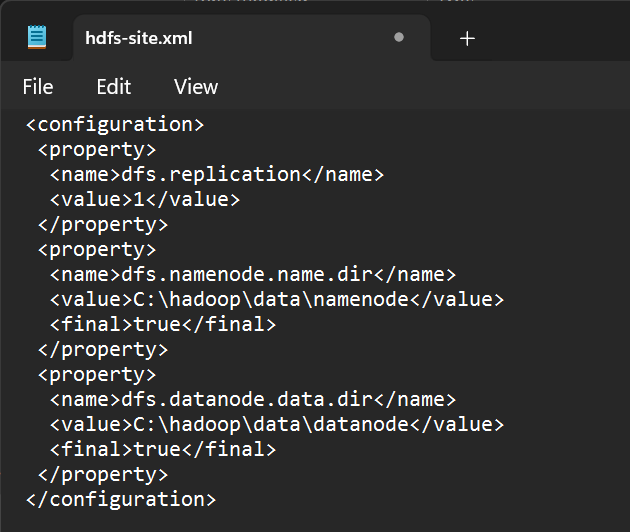 hdfs-site.xml
File Edit View
<configuration>
<property>
<name>dfs.replication</name>
<value>1</value>
</property>
<property>
<name>dfs.namenode.name.dir</name>
<value>C:\hadoop\data\namenode</value>
<final>true</final>
</property>
<property>
<name>dfs.datanode.data.dir</name>
<value>C:\hadoop\data\datanode</value>
<final>true</final>
</property>
</configuration>